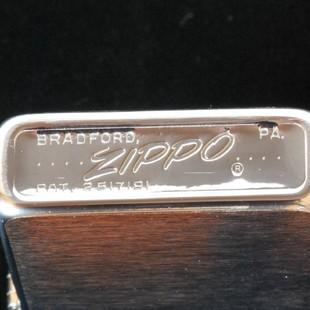 BRADFORD, PA.
.... ZIPPO ® ....
PAT. 2517191